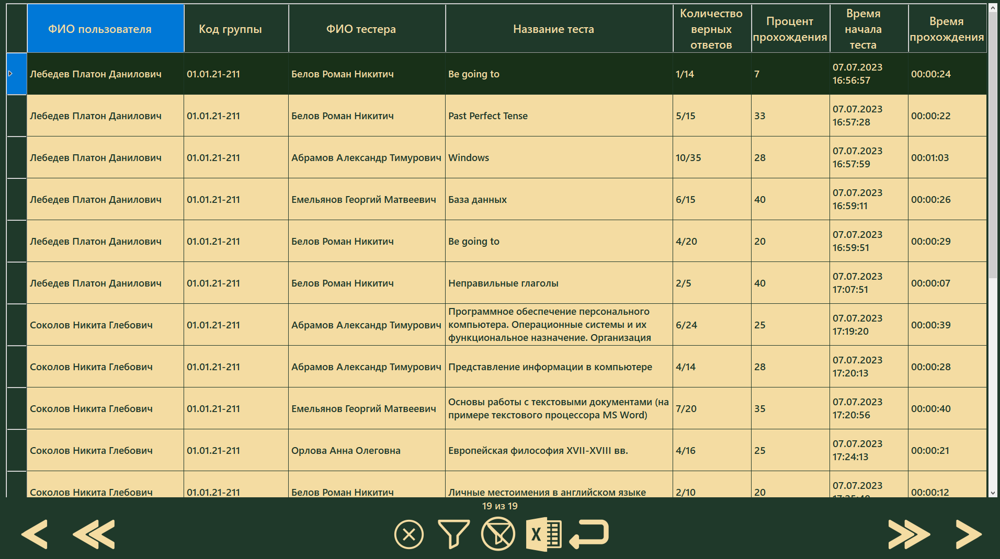 ФИО пользователя Код группы ФИО тестера Название теста Количество верных ответов Процент прохождения Время начала теста Время прохождения
Лебедев Платон Данилович 01.01.21-211 Белов Роман Никитич Be going to 1/14 7 07.07.2023 16:56:57 00:00:24
Лебедев Платон Данилович 01.01.21-211 Белов Роман Никитич Past Perfect Tense 5/15 33 07.07.2023 16:57:28 00:00:22
Лебедев Платон Данилович 01.01.21-211 Абрамов Александр Тимурович Windows 10/35 28 07.07.2023 16:57:59 00:01:03
Лебедев Платон Данилович 01.01.21-211 Емельянов Георгий Матвеевич База данных 6/15 40 07.07.2023 16:59:11 00:00:26
Лебедев Платон Данилович 01.01.21-211 Белов Роман Никитич Be going to 4/20 20 07.07.2023 16:59:51 00:00:29
Лебедев Платон Данилович 01.01.21-211 Белов Роман Никитич Неправильные глаголы 2/5 40 07.07.2023 17:07:51 00:00:07
Соколов Никита Глебович 01.01.21-211 Абрамов Александр Тимурович Программное обеспечение персонального компьютера. Операционные системы и их функциональное назначение. Организация 6/24 25 07.07.2023 17:19:20 00:00:39
Соколов Никита Глебович 01.01.21-211 Абрамов Александр Тимурович Представление информации в компьютере 4/14 28 07.07.2023 17:20:13 00:00:28
Соколов Никита Глебович 01.01.21-211 Емельянов Георгий Матвеевич Основы работы с текстовыми документами (на примере текстового процессора MS Word) 7/20 35 07.07.2023 17:20:56 00:00:40
Соколов Никита Глебович 01.01.21-211 Орлова Анна Олеговна Европейская философия XVII-XVIII вв. 4/16 25 07.07.2023 17:24:13 00:00:21
Соколов Никита Глебович 01.01.21-211 Белов Роман Никитич Личные местоимения в английском языке 2/10 20 07.07.2023 00:00:12
19 из 19
X